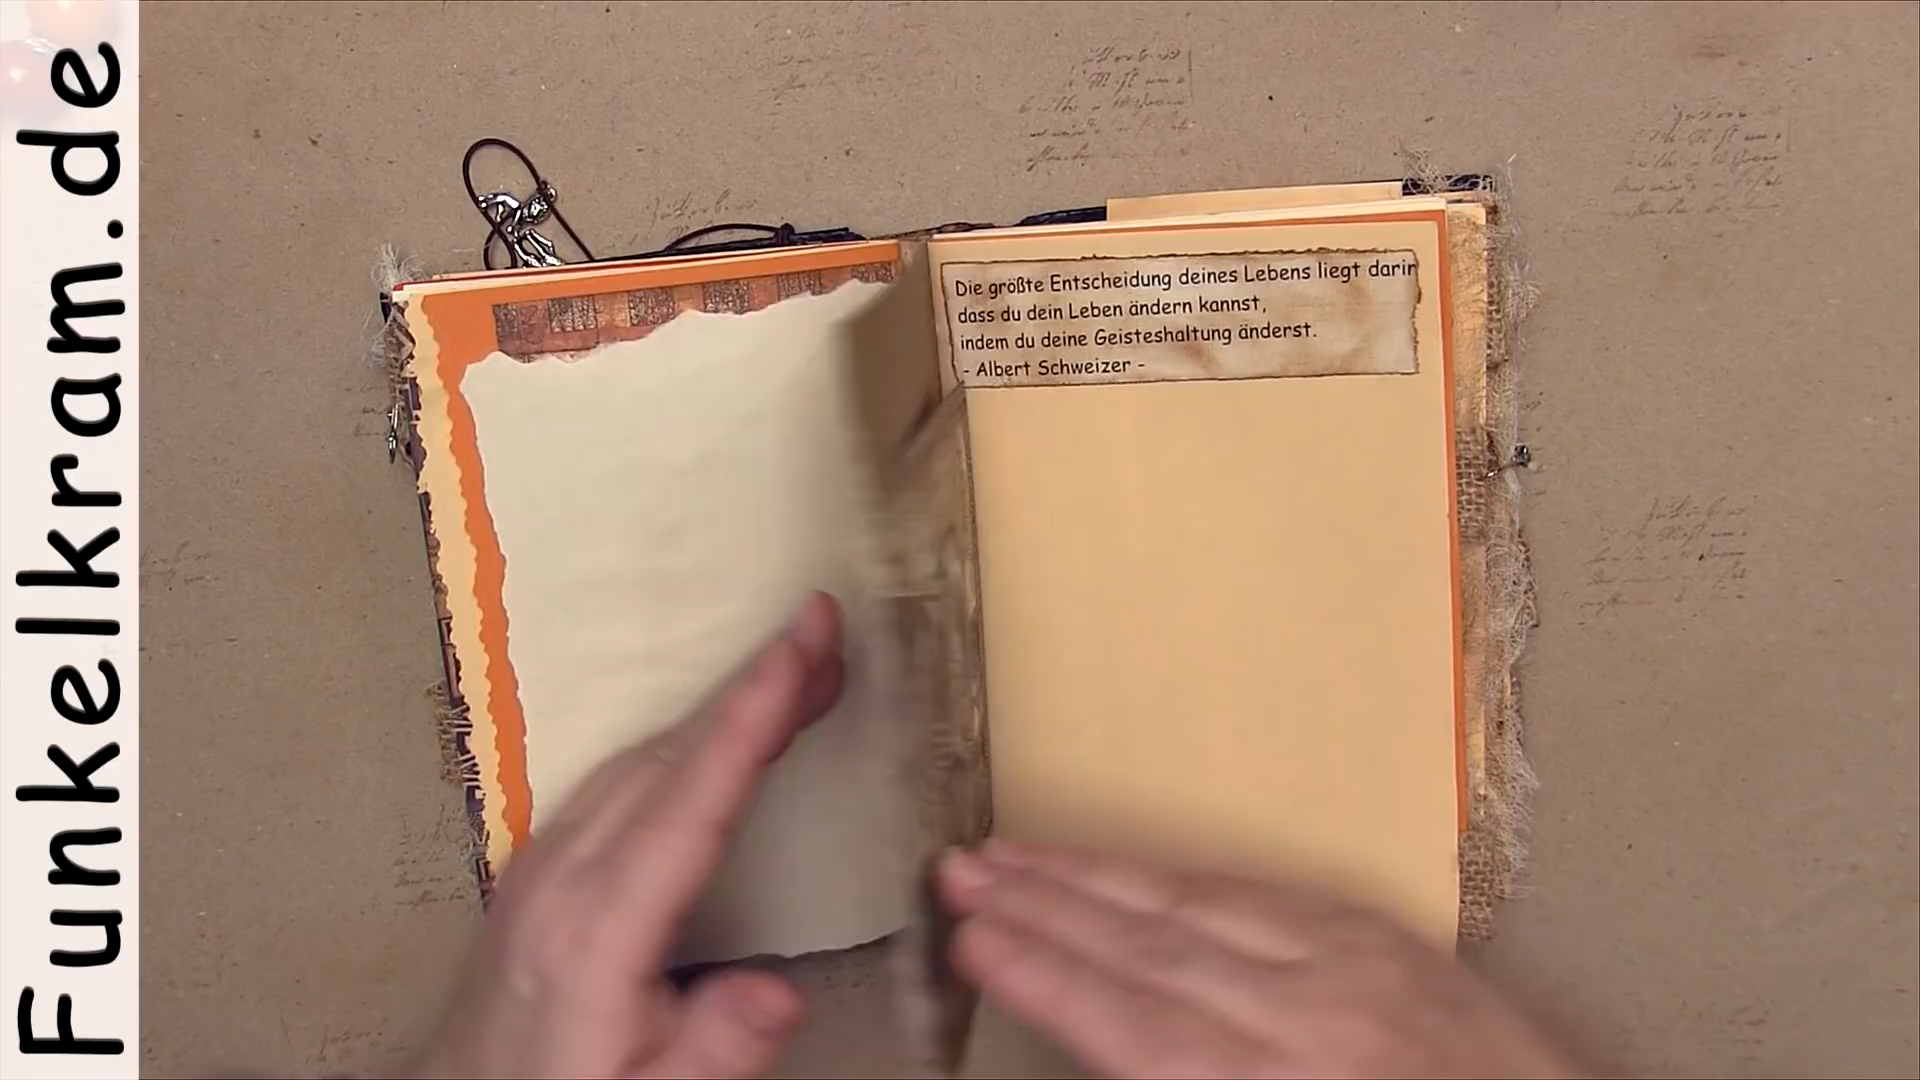 Funkelkram.de
Die größte Entscheidung deines Lebens liegt darin
dass du dein Leben ändern kannst,
indem du deine Geisteshaltung änderst.
- Albert Schweizer -